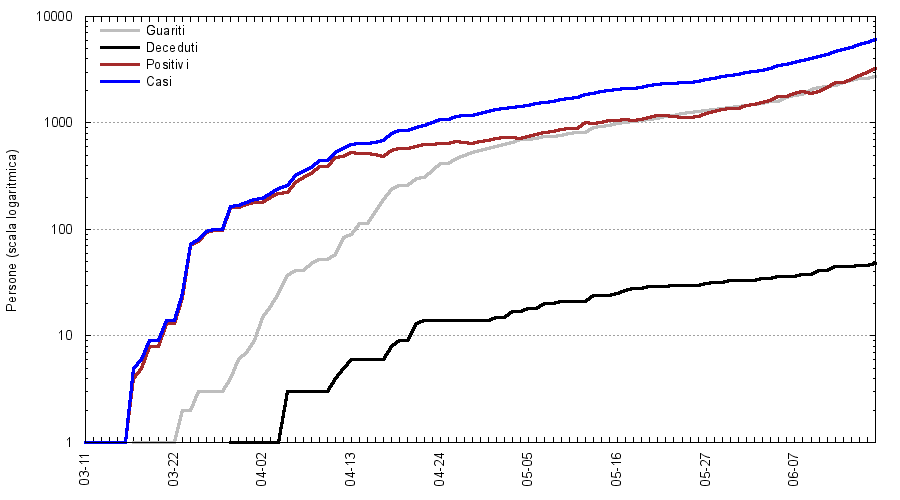 10000
1000
100
10
1
Persone (scala logaritmica)
Guariti
Deceduti
Positivi
Casi
03-11
03-22
04-02
04-13
04-24
05-05
05-16
05-27
06-07